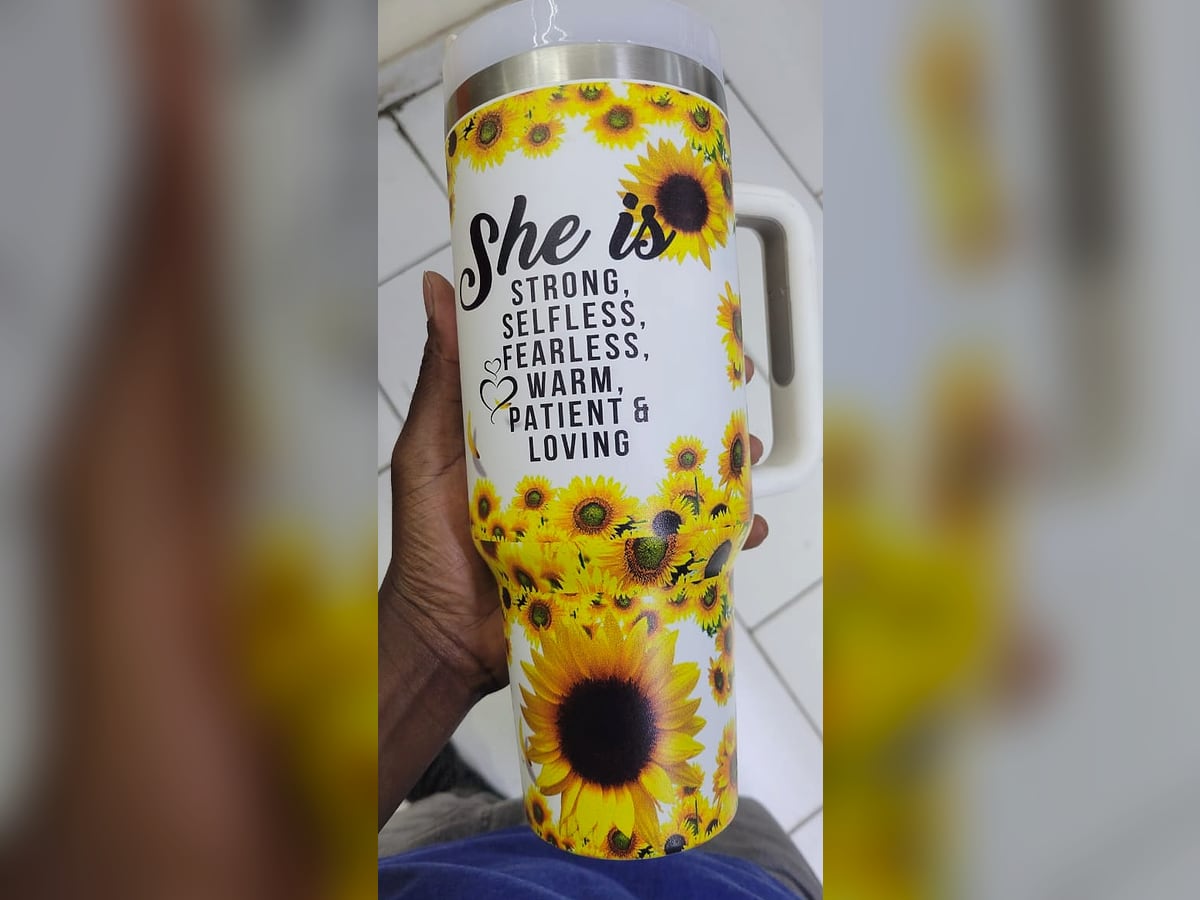 She is
STRONG,
SELFLESS,
FEARLESS,
WARM,
PATIENT &
LOVING